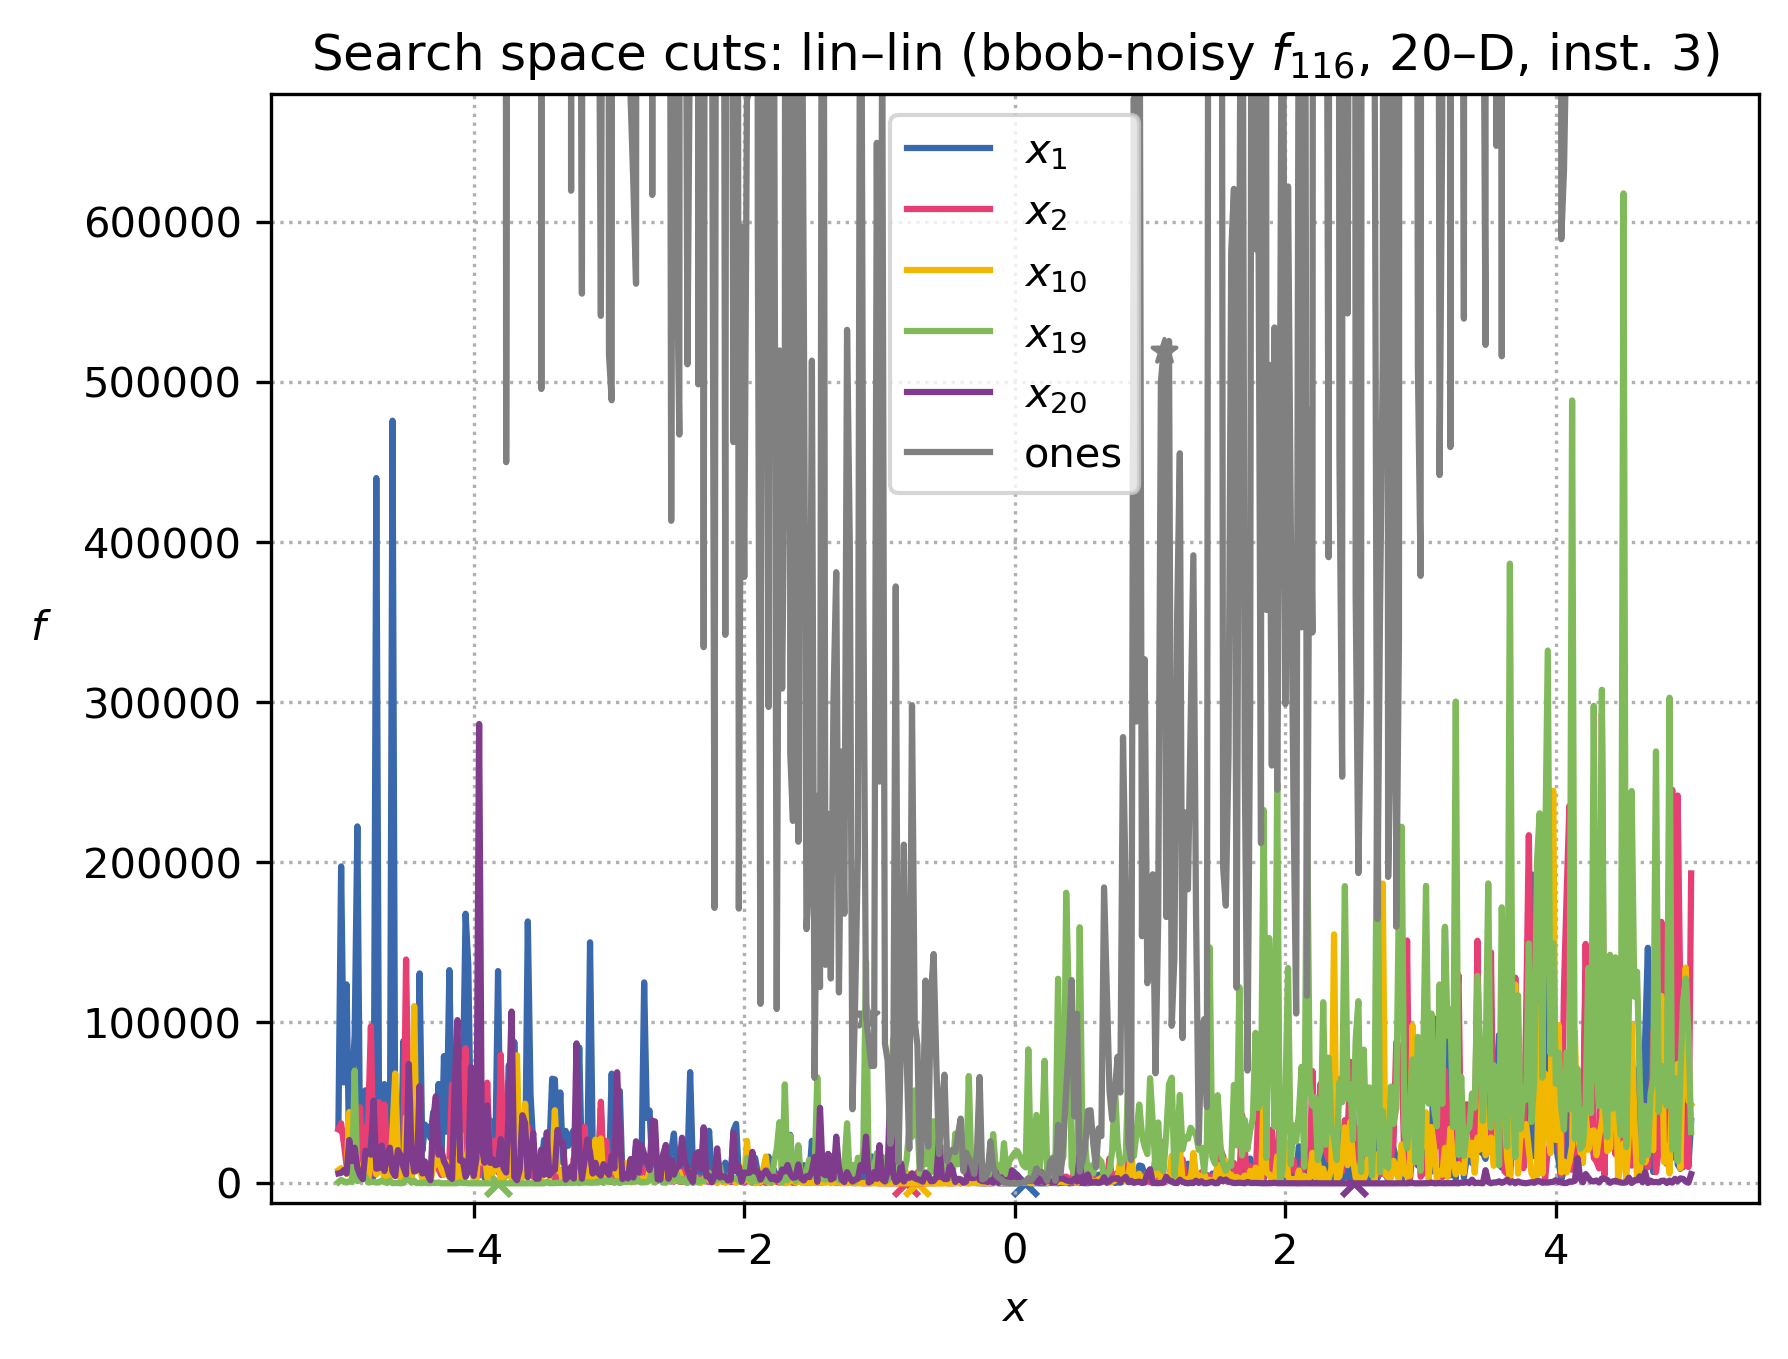 Search space cuts: lin–lin (bbob-noisy f₁₁₆, 20–D, inst. 3)
x₁
x₂
x₁₀
x₁₉
x₂₀
ones
600000
500000
400000
300000
200000
100000
0
f
−4
−2
0
2
4
x